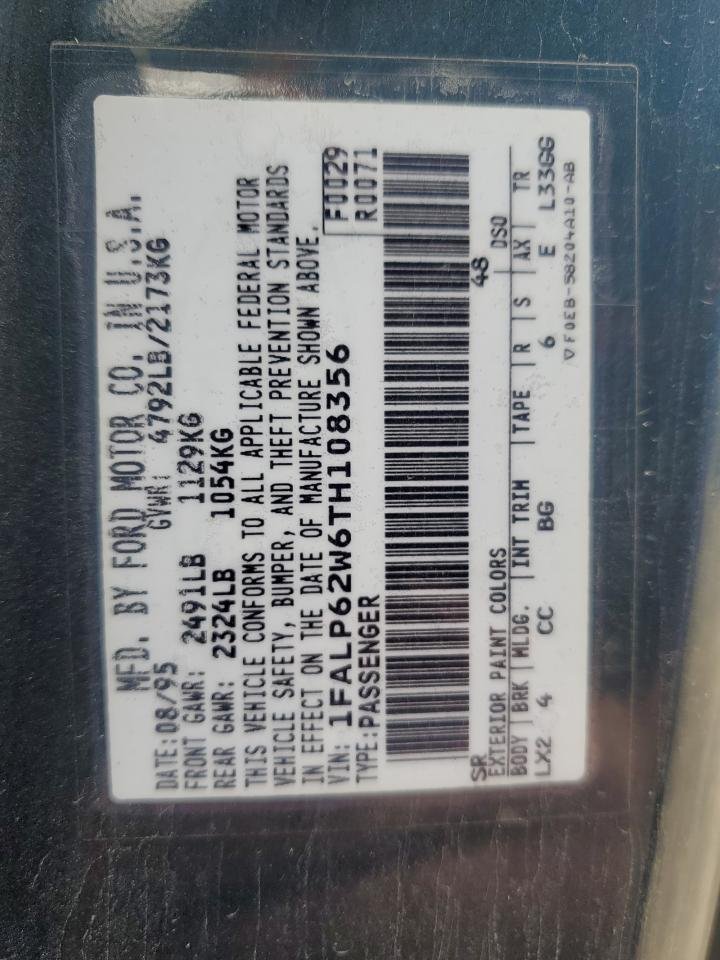 MFD. BY FORD MOTOR CO. IN U.S.A.
DATE: 08/95 GVWR: 4792LB/2173KG
FRONT GAWR: 2491LB 1129KG
REAR GAWR: 2324LB 1054KG
THIS VEHICLE CONFORMS TO ALL APPLICABLE FEDERAL MOTOR
VEHICLE SAFETY, BUMPER, AND THEFT PREVENTION STANDARDS
IN EFFECT ON THE DATE OF MANUFACTURE SHOWN ABOVE.
VIN: 1FALP62W6TH108356 F0029
TYPE: PASSENGER R0071
SR 48
EXTERIOR PAINT COLORS DSO
BODY | BRK | MLDG. | INT TRIM | TAPE | R | S | AX | TR
LX2 4 CC BG 6 E L33GG
▽ F0EB-58204A10-AB